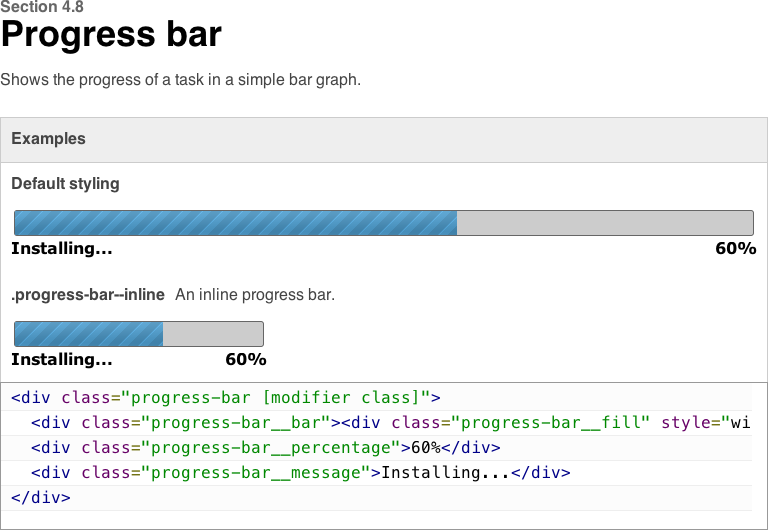 Section 4.8
Progress bar
Shows the progress of a task in a simple bar graph.
Examples
Default styling
Installing... 60%
.progress-bar--inline An inline progress bar.
Installing... 60%
<div class="progress-bar [modifier class]">
<div class="progress-bar__bar"><div class="progress-bar__fill" style="wi
<div class="progress-bar__percentage">60%</div>
<div class="progress-bar__message">Installing...</div>
</div>